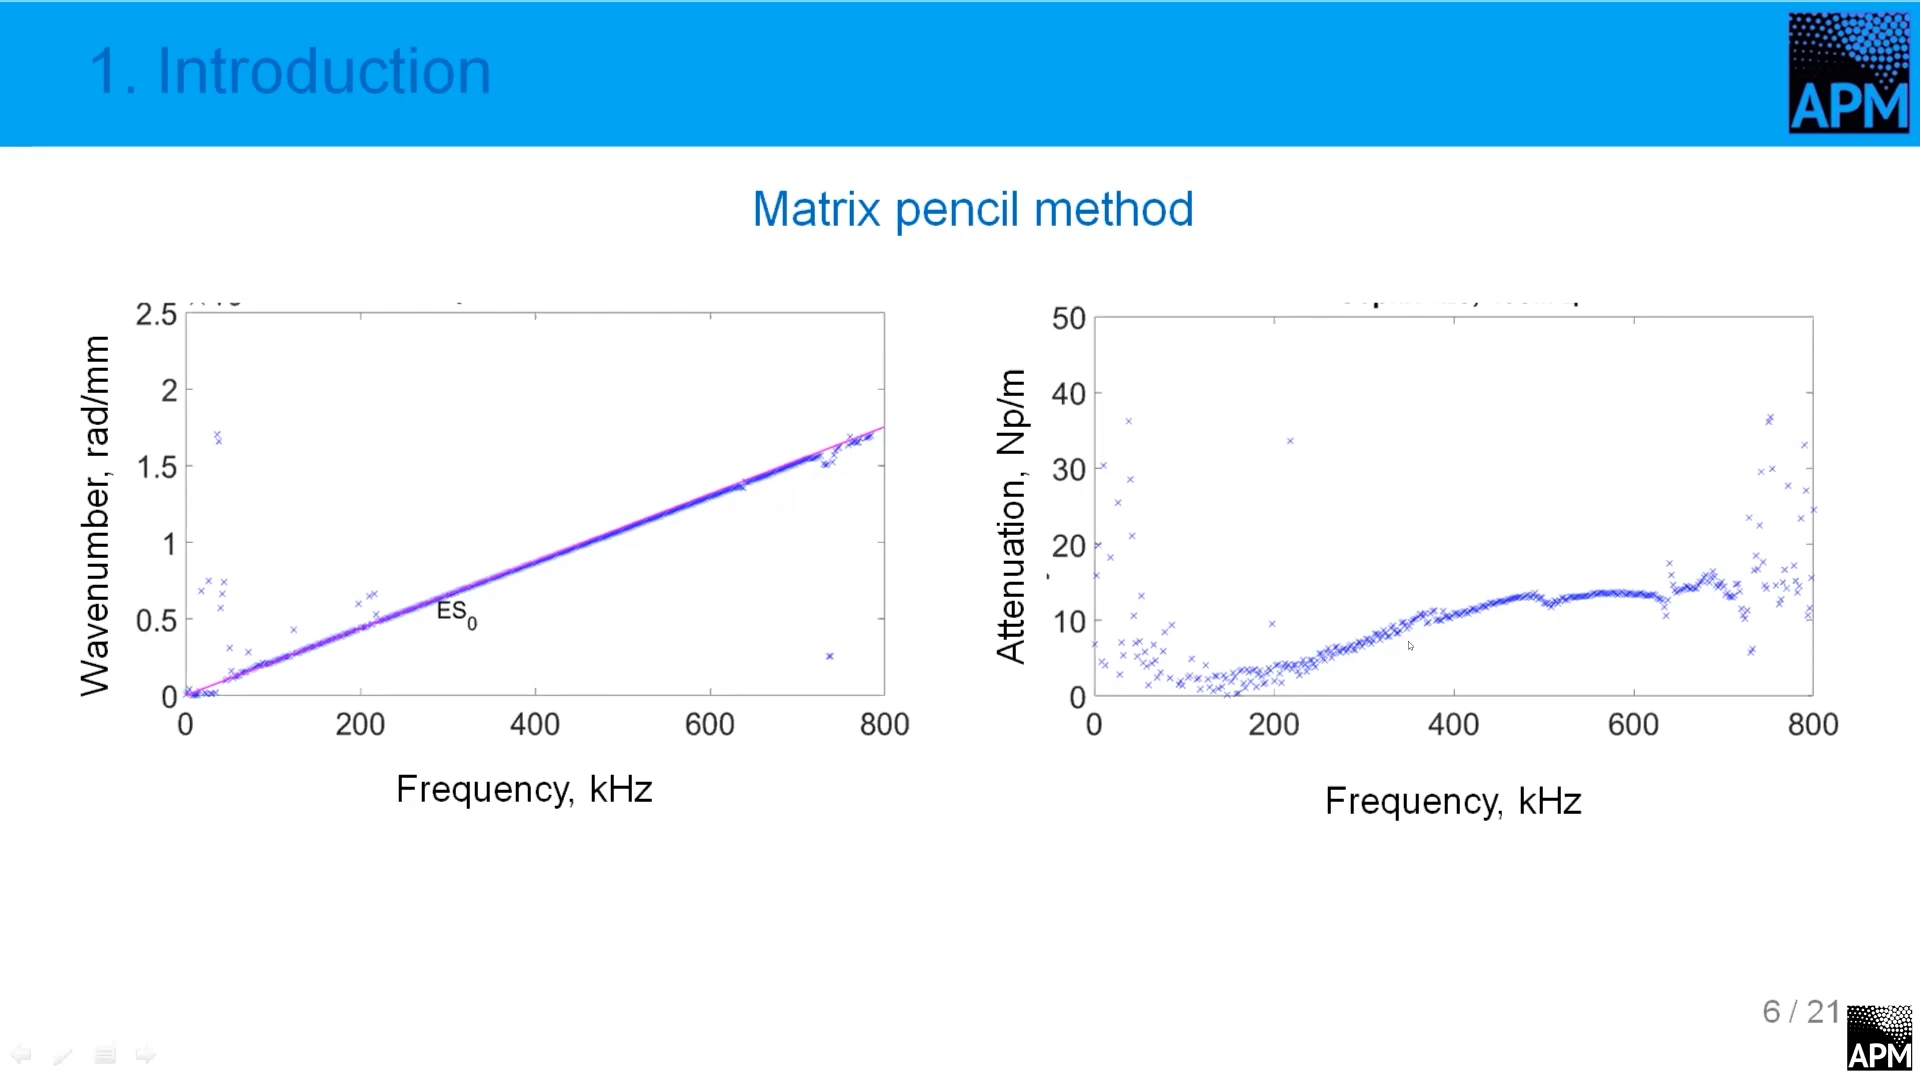 1. Introduction
APM
Matrix pencil method
Wavenumber, rad/mm
2.5
2
1.5
1
0.5
0
ES0
0 200 400 600 800
Frequency, kHz
Attenuation, Np/m
50
40
30
20
10
0
0 200 400 600 800
Frequency, kHz
6 / 21
APM